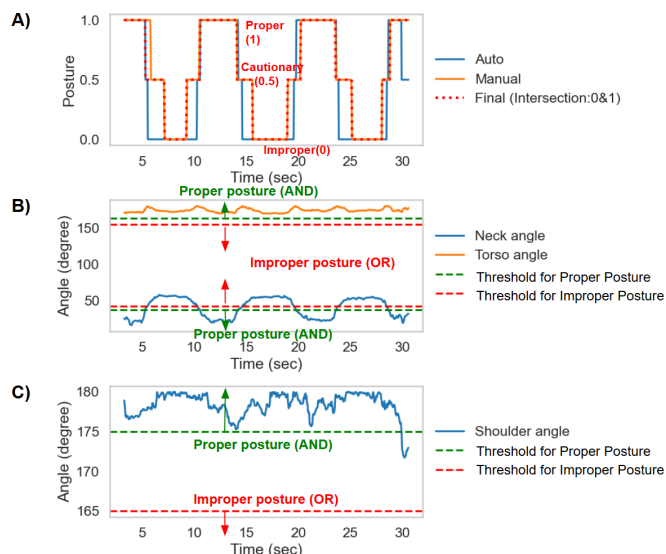 A)
1.0
0.5
0.0
Posture
Proper
(1)
Cautionary
(0.5)
Improper(0)
5 10 15 20 25 30
Time (sec)
Auto
Manual
Final (Intersection:0&1)
B)
Proper posture (AND)
150
100
50
Angle (degree)
Improper posture (OR)
Proper posture (AND)
5 10 15 20 25 30
Time (sec)
Neck angle
Torso angle
Threshold for Proper Posture
Threshold for Improper Posture
C)
180
175
170
165
Angle (degree)
Proper posture (AND)
Improper posture (OR)
5 10 15 20 25 30
Time (sec)
Shoulder angle
Threshold for Proper Posture
Threshold for Improper Posture